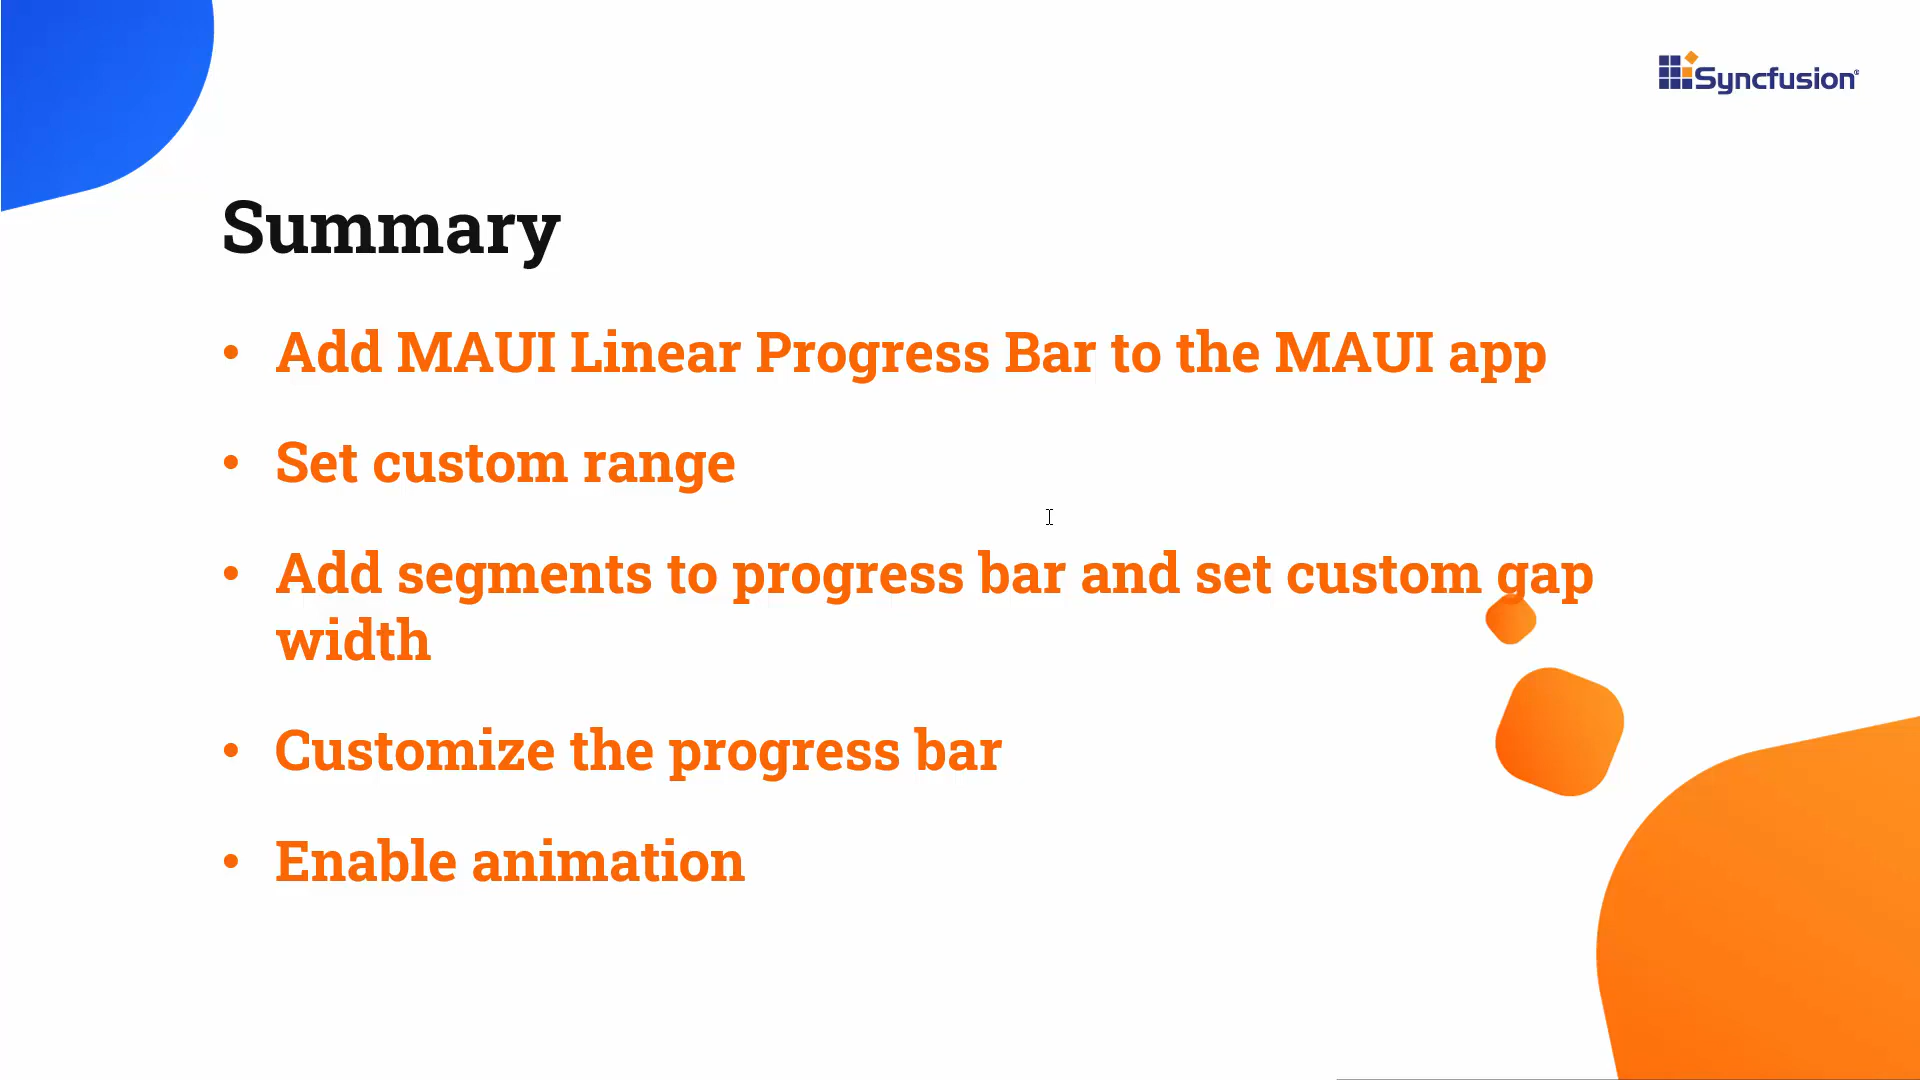 Syncfusion
Summary
• Add MAUI Linear Progress Bar to the MAUI app
• Set custom range
• Add segments to progress bar and set custom gap
width
• Customize the progress bar
• Enable animation